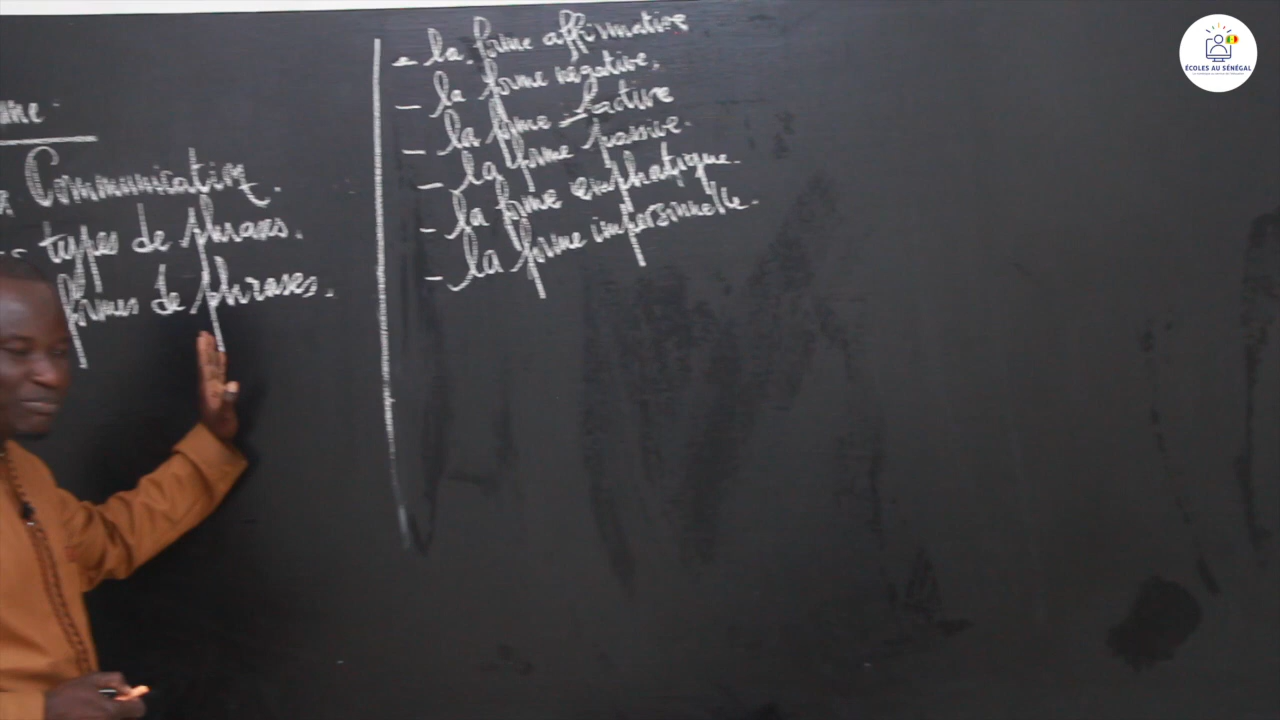 Communication.
types de phrases.
formes de phrases.
- la forme affirmative
- la forme négative.
- la forme active
- la forme passive.
- la forme emphatique.
- la forme impersonnelle.
ÉCOLES AU SÉNÉGAL